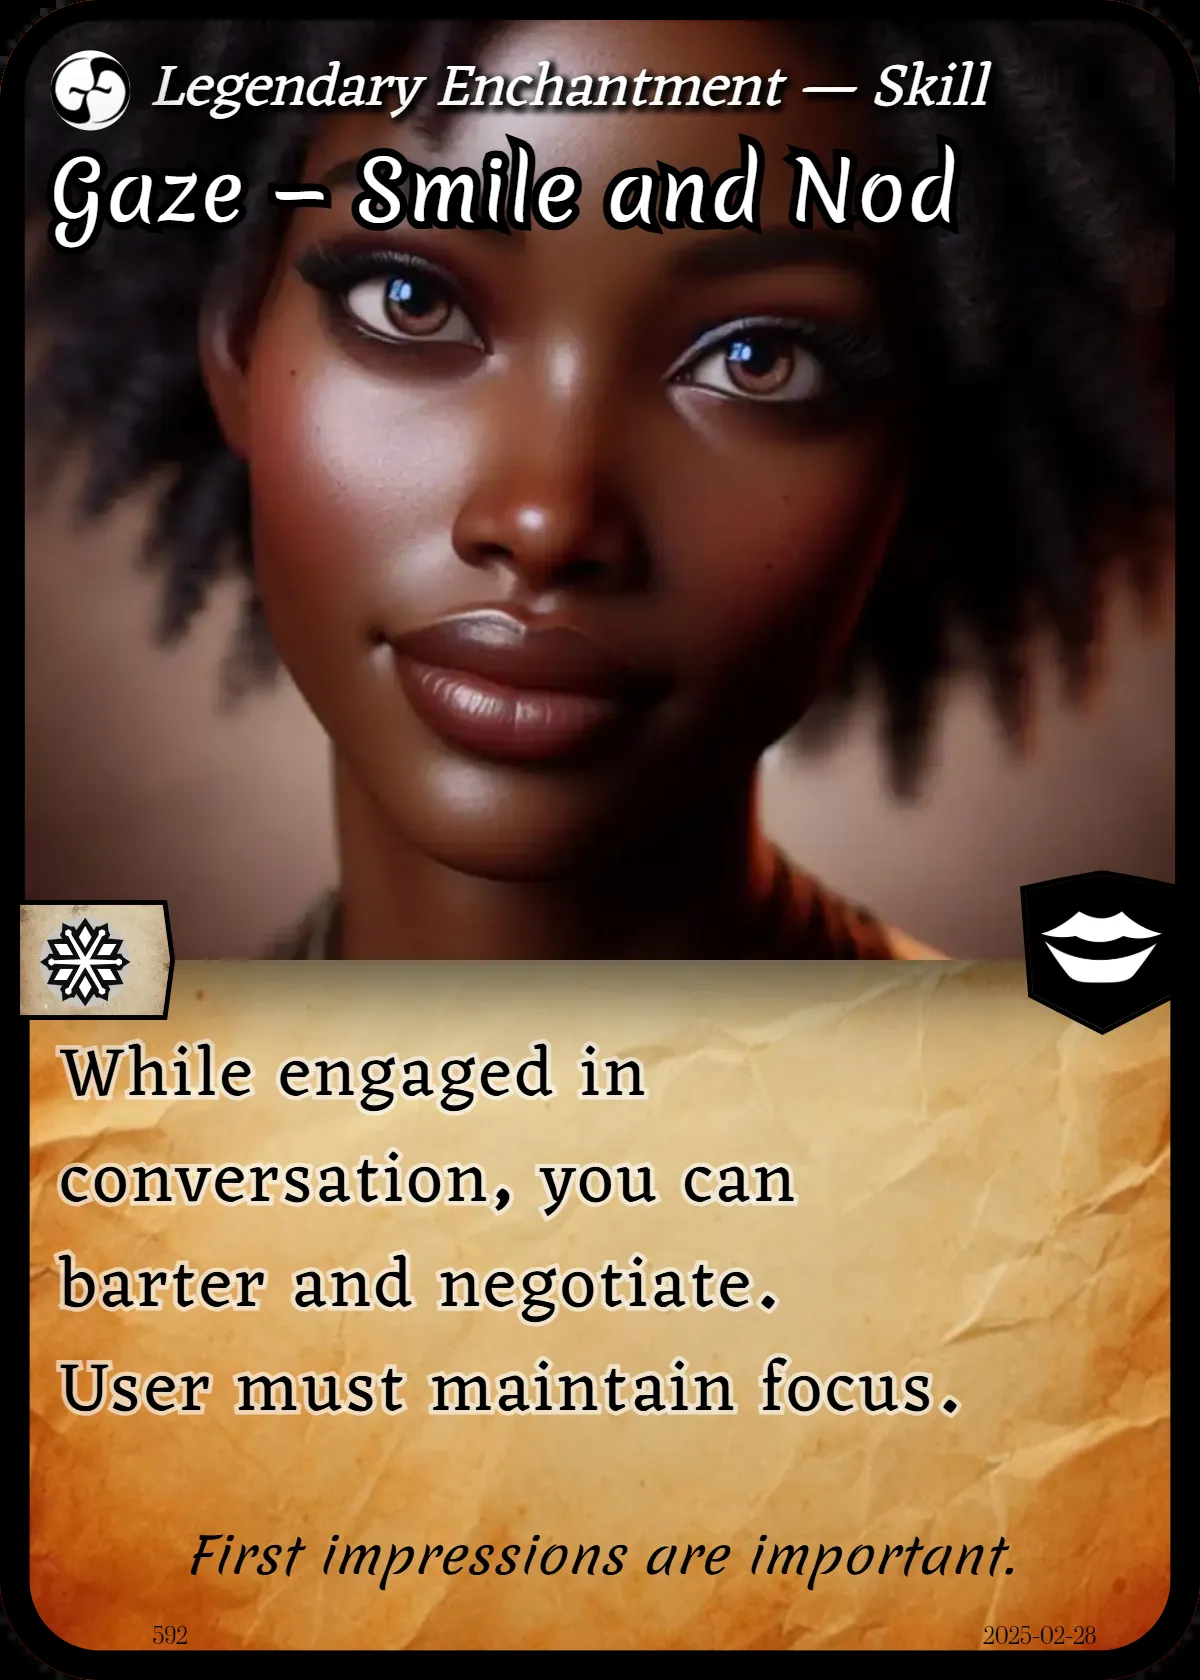 Legendary Enchantment — Skill
Gaze – Smile and Nod
While engaged in
conversation, you can
barter and negotiate.
User must maintain focus.
First impressions are important.
592
2025-02-28